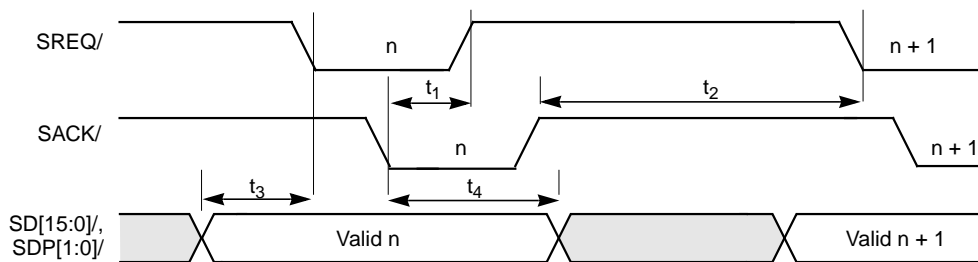 SREQ/
n
n + 1
t1
t2
SACK/
n
n + 1
t3
t4
SD[15:0]/,
SDP[1:0]/
Valid n
Valid n + 1